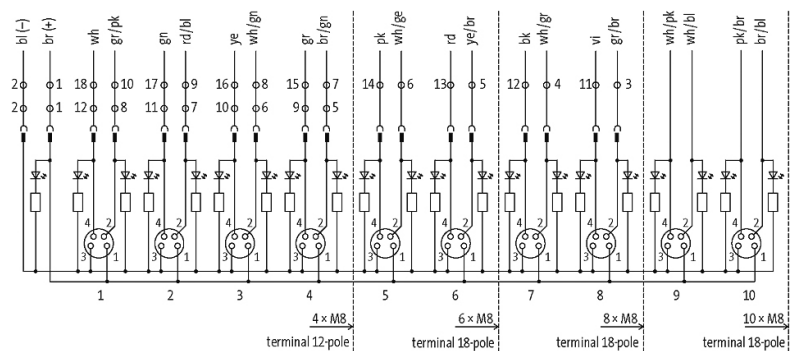 bl (–) br (+) wh gr/pk gn rd/bl ye wh/gn gr br/gn pk wh/ge rd ye/br bk wh/gr vi gr/br wh/pk wh/bl pk/br br/bl
2 1 18 10 17 9 16 8 15 7 14 6 13 5 12 4 11 3
2 1 12 8 11 7 10 6 9 5
4 2 4 2 4 2 4 2 4 2 4 2 4 2 4 2 4 2 4 2
3 1 3 1 3 1 3 1 3 1 3 1 3 1 3 1 3 1 3 1
1 2 3 4 5 6 7 8 9 10
4 × M8 6 × M8 8 × M8 10 × M8
terminal 12-pole terminal 18-pole terminal 18-pole terminal 18-pole